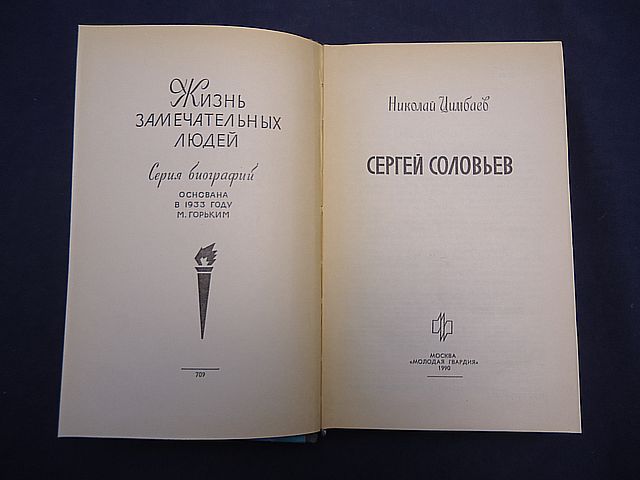 Жизнь
замечательных
людей
Серия биографий
основана
в 1933 году
М. Горьким
709
Николай Цимбаев
СЕРГЕЙ СОЛОВЬЕВ
МОСКВА
«МОЛОДАЯ ГВАРДИЯ»
1990